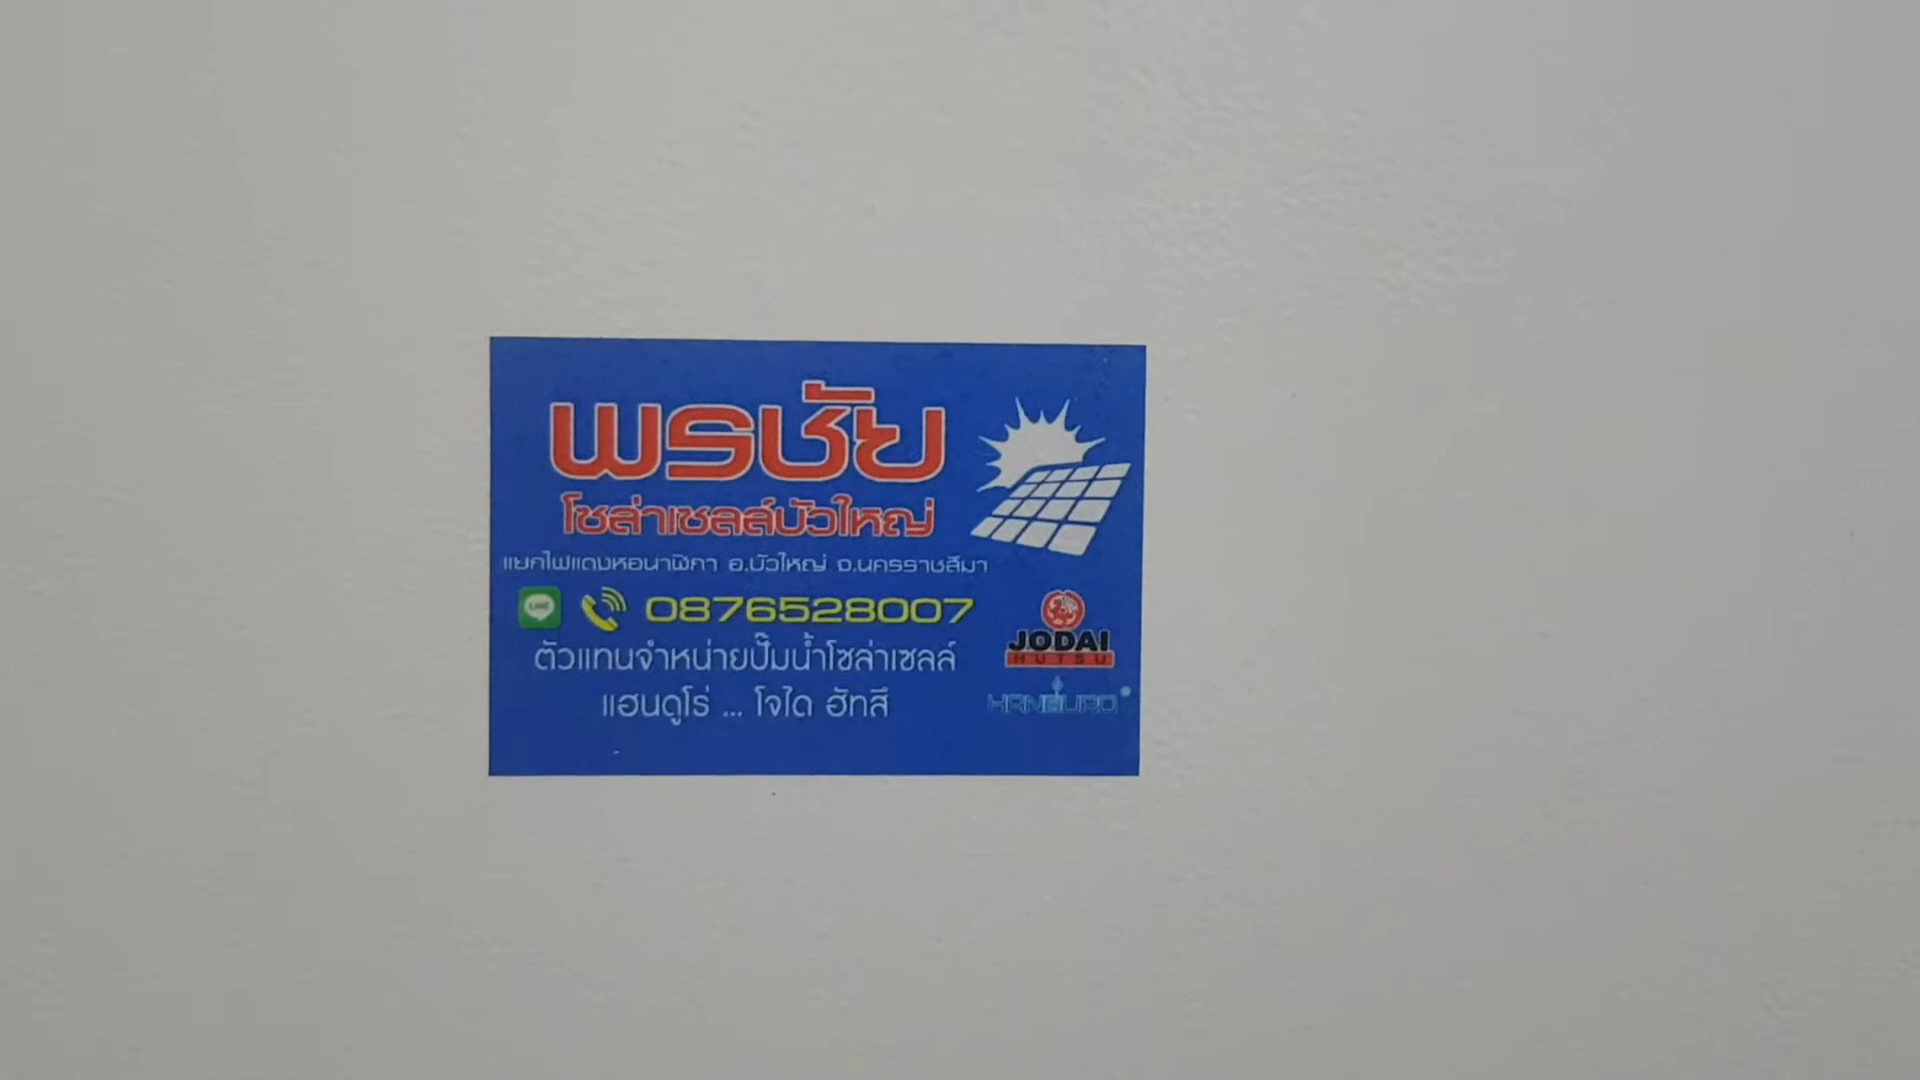 พรชัย
โซล่าเซลล์บัวใหญ่
แยกไฟแดงหอนาฬิกา อ.บัวใหญ่ จ.นครราชสีมา
LINE 0876528007
ตัวแทนจำหน่ายปั๊มน้ำโซล่าเซลล์
แฮนดูโร่ ... โจได ฮัทสึ
JODAI
HUTSU
HANDURO